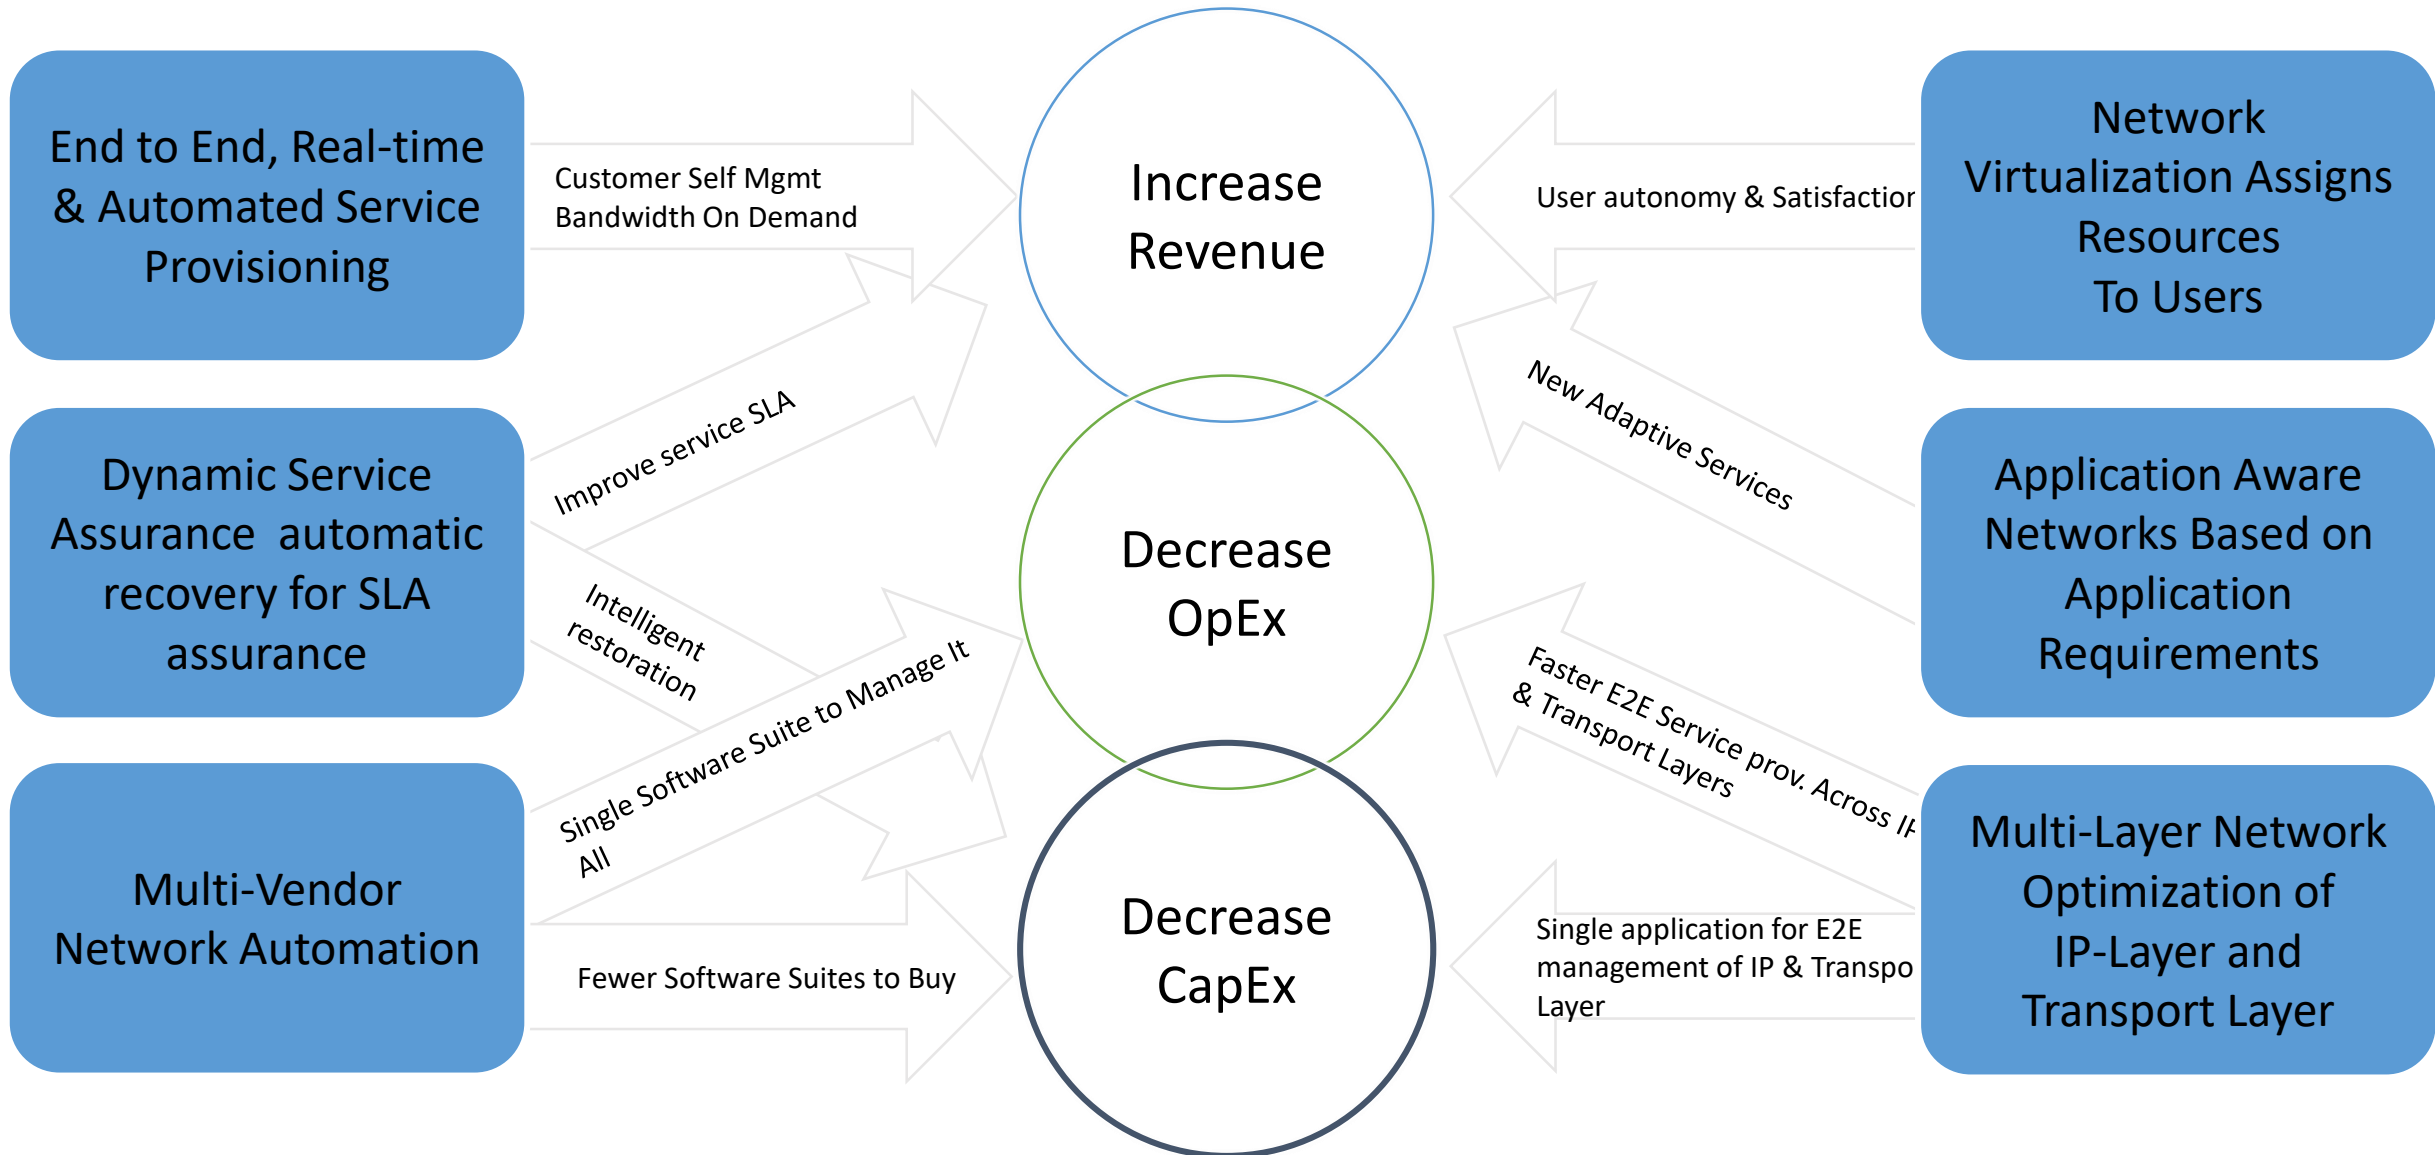 End to End, Real-time
& Automated Service
Provisioning
Customer Self Mgmt
Bandwidth On Demand
Increase
Revenue
User autonomy & Satisfaction
Network
Virtualization Assigns
Resources
To Users
Dynamic Service
Assurance  automatic
recovery for SLA
assurance
Improve service SLA
Intelligent
restoration
Decrease
OpEx
New Adaptive Services
Application Aware
Networks Based on
Application
Requirements
Multi-Vendor
Network Automation
Single Software Suite to Manage It
All
Fewer Software Suites to Buy
Decrease
CapEx
Faster E2E Service prov. Across IP
& Transport Layers
Single application for E2E
management of IP & Transpo
Layer
Multi-Layer Network
Optimization of
IP-Layer and
Transport Layer